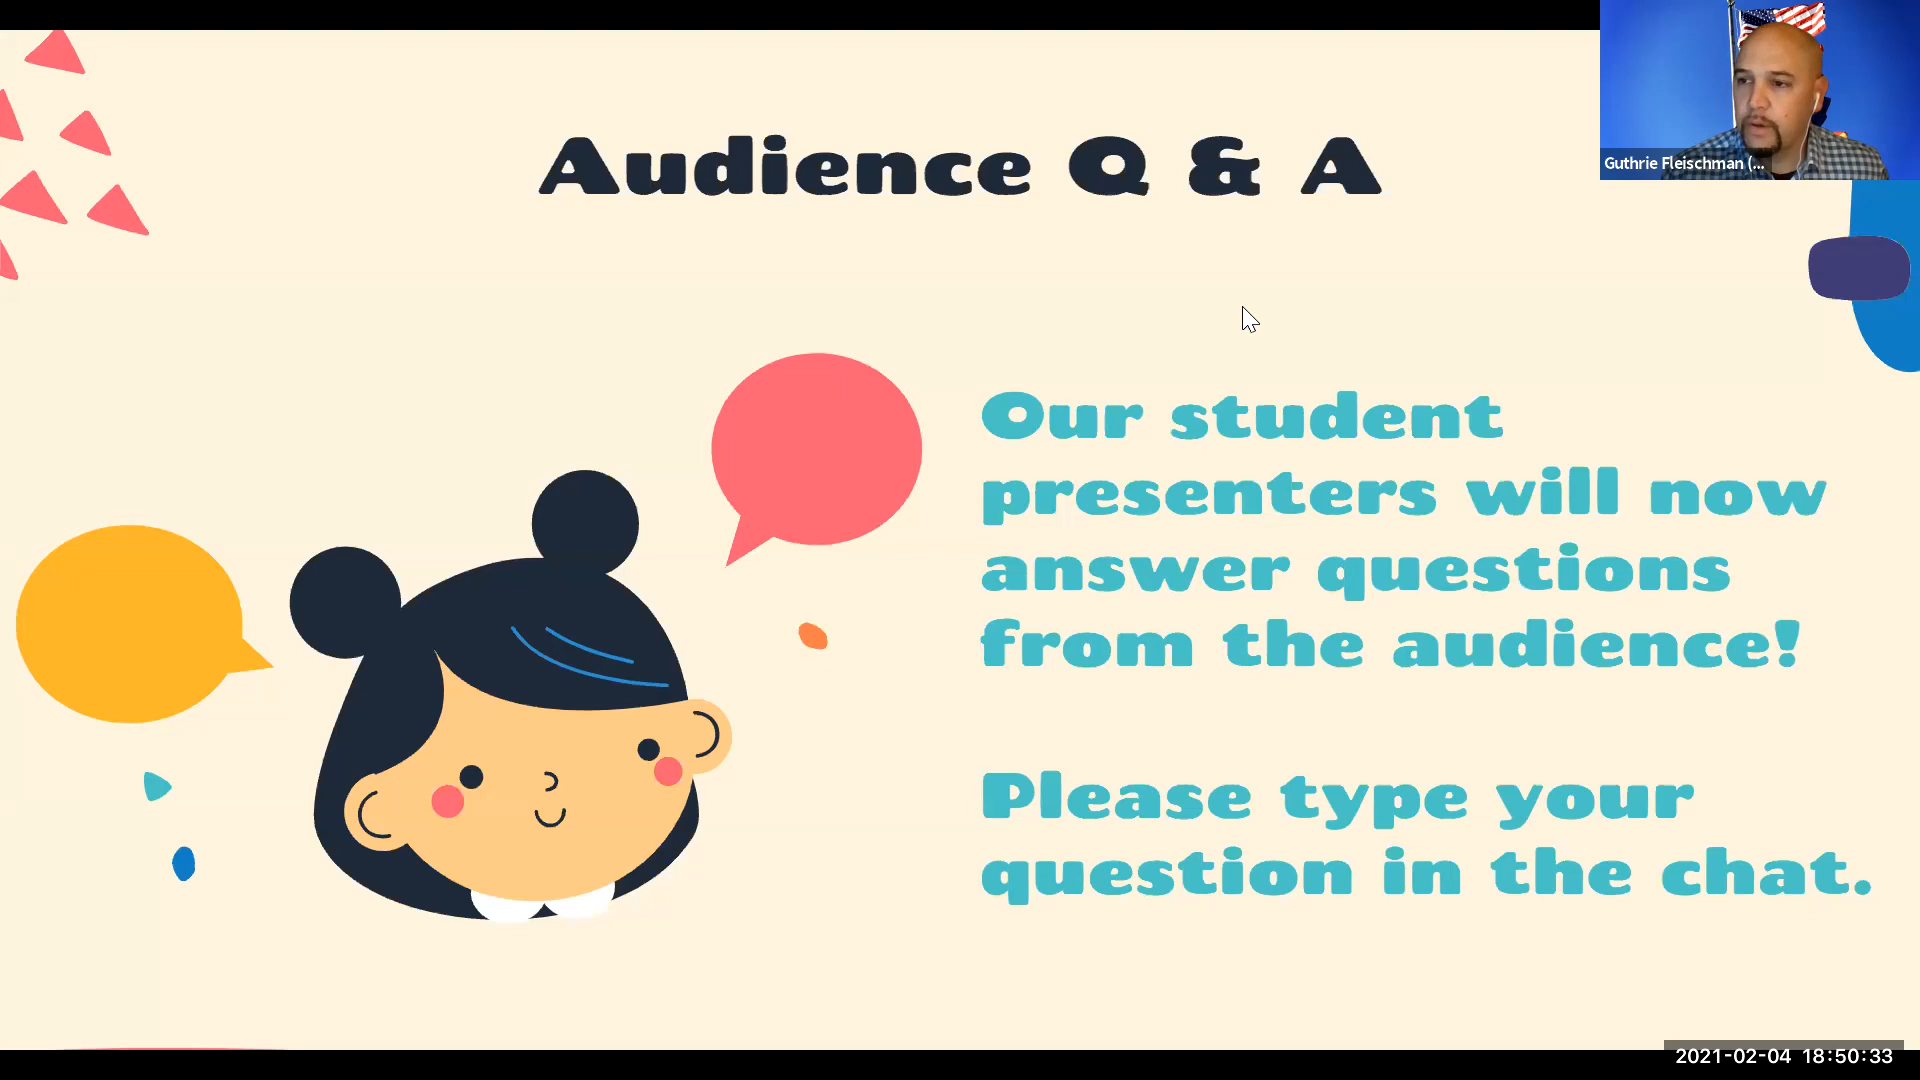 Audience Q & A
Guthrie Fleischman (...
Our student
presenters will now
answer questions
from the audience!
Please type your
question in the chat.
2021-02-04 18:50:33